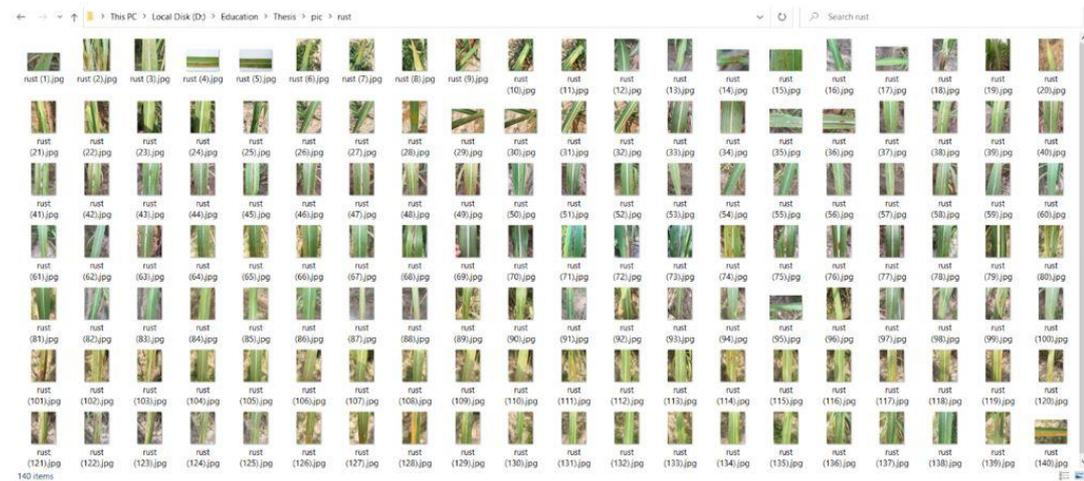 This PC > Local Disk (D:) > Education > Thesis > pic > rust
Search rust
rust (1).jpg rust (2).jpg rust (3).jpg rust (4).jpg rust (5).jpg rust (6).jpg rust (7).jpg rust (8).jpg rust (9).jpg rust rust rust rust rust rust rust rust rust rust rust
(10).jpg (11).jpg (12).jpg (13).jpg (14).jpg (15).jpg (16).jpg (17).jpg (18).jpg (19).jpg (20).jpg
rust rust rust rust rust rust rust rust rust rust rust rust rust rust rust rust rust rust rust rust
(21).jpg (22).jpg (23).jpg (24).jpg (25).jpg (26).jpg (27).jpg (28).jpg (29).jpg (30).jpg (31).jpg (32).jpg (33).jpg (34).jpg (35).jpg (36).jpg (37).jpg (38).jpg (39).jpg (40).jpg
rust rust rust rust rust rust rust rust rust rust rust rust rust rust rust rust rust rust rust rust
(41).jpg (42).jpg (43).jpg (44).jpg (45).jpg (46).jpg (47).jpg (48).jpg (49).jpg (50).jpg (51).jpg (52).jpg (53).jpg (54).jpg (55).jpg (56).jpg (57).jpg (58).jpg (59).jpg (60).jpg
rust rust rust rust rust rust rust rust rust rust rust rust rust rust rust rust rust rust rust rust
(61).jpg (62).jpg (63).jpg (64).jpg (65).jpg (66).jpg (67).jpg (68).jpg (69).jpg (70).jpg (71).jpg (72).jpg (73).jpg (74).jpg (75).jpg (76).jpg (77).jpg (78).jpg (79).jpg (80).jpg
rust rust rust rust rust rust rust rust rust rust rust rust rust rust rust rust rust rust rust rust
(81).jpg (82).jpg (83).jpg (84).jpg (85).jpg (86).jpg (87).jpg (88).jpg (89).jpg (90).jpg (91).jpg (92).jpg (93).jpg (94).jpg (95).jpg (96).jpg (97).jpg (98).jpg (99).jpg (100).jpg
rust rust rust rust rust rust rust rust rust rust rust rust rust rust rust rust rust rust rust rust
(101).jpg (102).jpg (103).jpg (104).jpg (105).jpg (106).jpg (107).jpg (108).jpg (109).jpg (110).jpg (111).jpg (112).jpg (113).jpg (114).jpg (115).jpg (116).jpg (117).jpg (118).jpg (119).jpg (120).jpg
rust rust rust rust rust rust rust rust rust rust rust rust rust rust rust rust rust rust rust rust
(121).jpg (122).jpg (123).jpg (124).jpg (125).jpg (126).jpg (127).jpg (128).jpg (129).jpg (130).jpg (131).jpg (132).jpg (133).jpg (134).jpg (135).jpg (136).jpg (137).jpg (138).jpg (139).jpg (140).jpg
140 items